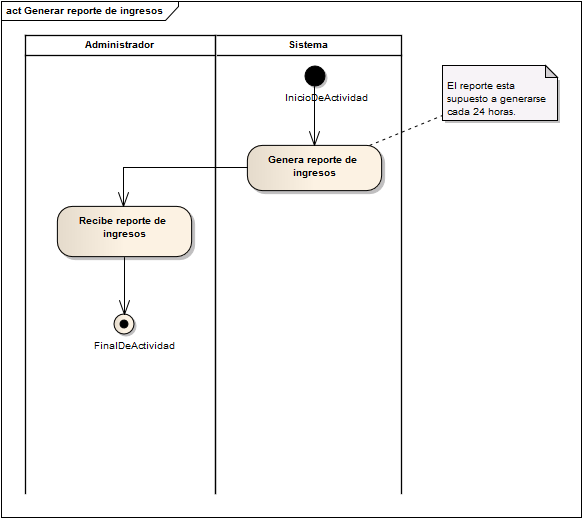 act Generar reporte de ingresos
Administrador
Sistema
InicioDeActividad
El reporte esta
supuesto a generarse
cada 24 horas.
Genera reporte de
ingresos
Recibe reporte de
ingresos
FinalDeActividad